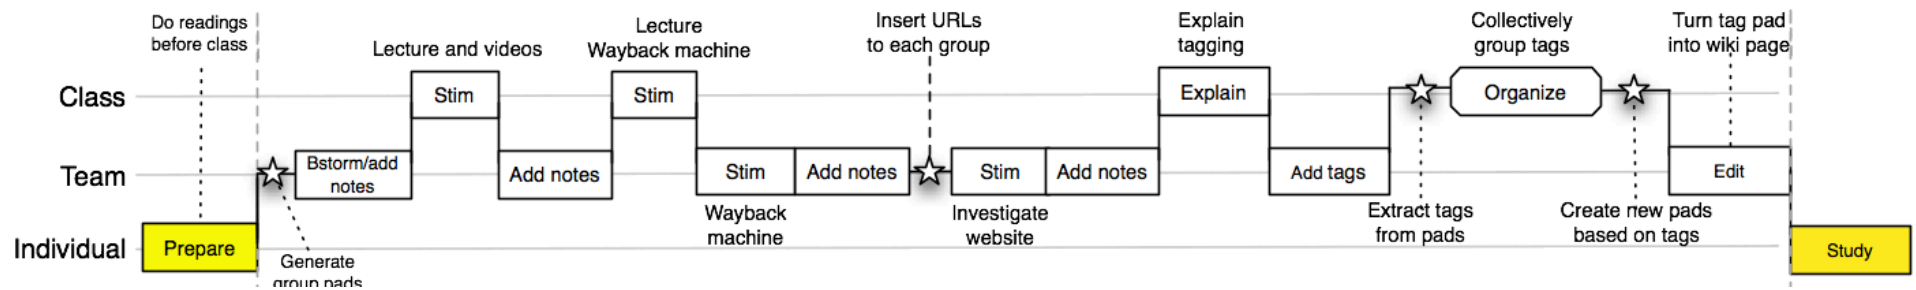 Do readings
before class
Lecture and videos
Lecture
Wayback machine
Insert URLs
to each group
Explain
tagging
Collectively
group tags
Turn tag pad
into wiki page
Class
Stim
Stim
Explain
Organize
Team
Bstorm/add
notes
Add notes
Stim
Add notes
Stim
Add notes
Add tags
Edit
Wayback
machine
Investigate
website
Extract tags
from pads
Create new pads
based on tags
Individual
Prepare
Generate
group pads
Study